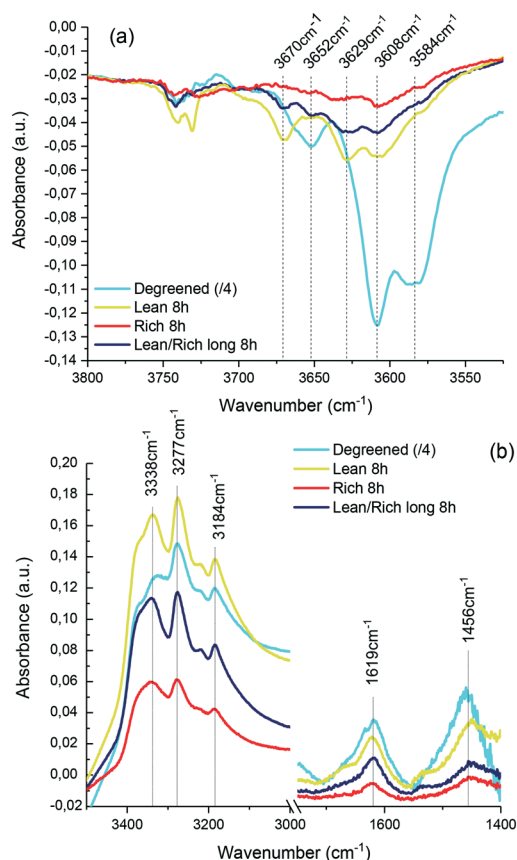 (a)
3670cm-1
3652cm-1
3629cm-1
3608cm-1
3584cm-1
0,00
-0,01
-0,02
-0,03
-0,04
-0,05
-0,06
-0,07
-0,08
-0,09
-0,10
-0,11
-0,12
-0,13
-0,14
Absorbance (a.u.)
Degreened (/4)
Lean 8h
Rich 8h
Lean/Rich long 8h
3800 3750 3700 3650 3600 3550
Wavenumber (cm-1)
(b)
Degreened (/4)
Lean 8h
Rich 8h
Lean/Rich long 8h
3338cm-1
3277cm-1
3184cm-1
1619cm-1
1456cm-1
0,20
0,18
0,16
0,14
0,12
0,10
0,08
0,06
0,04
0,02
0,00
-0,02
Absorbance (a.u.)
3400 3200 3000 1600 1400
Wavenumber (cm-1)